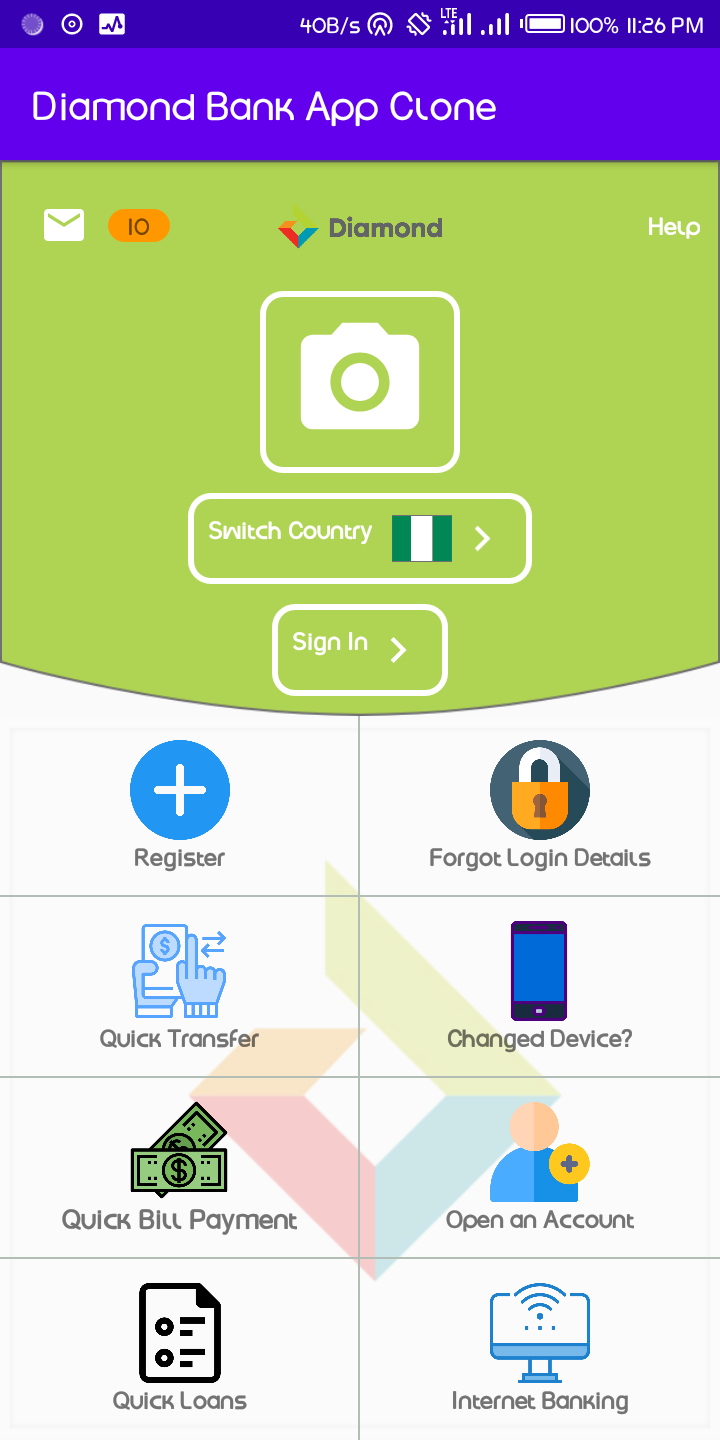 40B/s LTE 100% 11:26 PM
Diamond Bank App Clone
10 Diamond Help
Switch Country
Sign In
Register Forgot Login Details
$
Quick Transfer Changed Device?
$
$
Quick Bill Payment Open an Account
Quick Loans Internet Banking